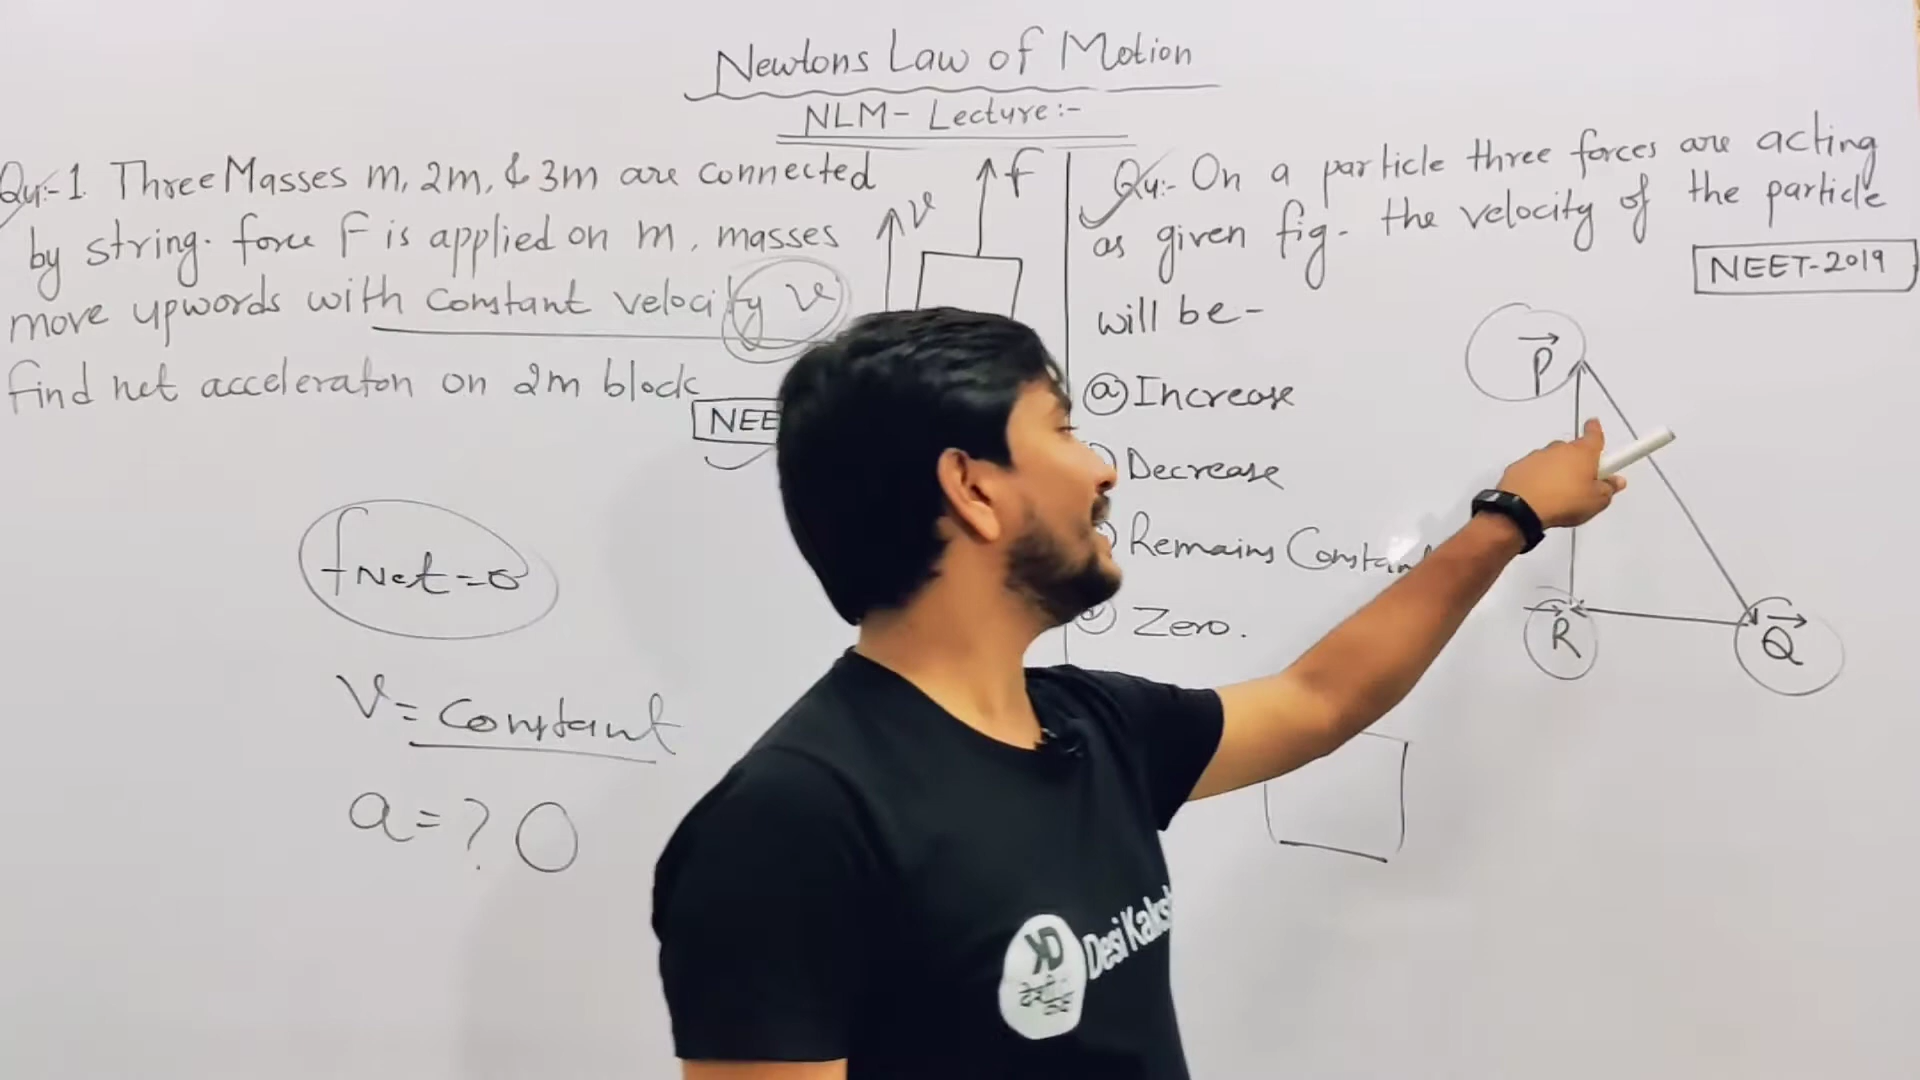 Newtons Law of Motion
NLM- Lecture:-
Qu:-1. Three Masses m, 2m, & 3m are connected
by string. force F is applied on m, masses
move upwords with constant velocity v
find net acceleraton on 2m block
NEE
fNet=0
v= Constant
a=? 0
v
F
Qu:- On a particle three forces are acting
as given fig- the velocity of the particle
will be-
NEET-2019
(a) Increase
Decrease
Remains Constan
Zero.
P
R
Q
DK
देसी
Desi Kaksh